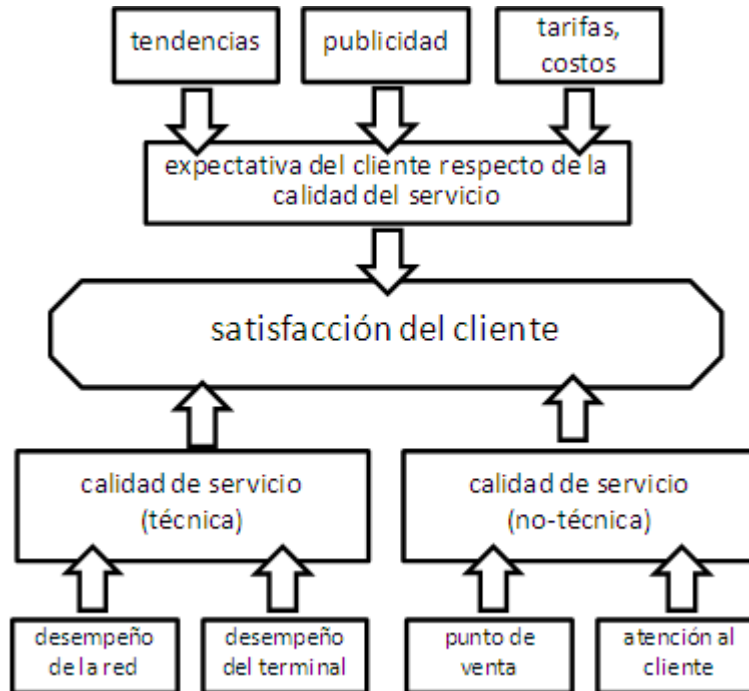 tendencias
publicidad
tarifas,
costos
expectativa del cliente respecto de la
calidad del servicio
satisfacción del cliente
calidad de servicio
(técnica)
calidad de servicio
(no-técnica)
desempeño
de la red
desempeño
del terminal
punto de
venta
atención al
cliente